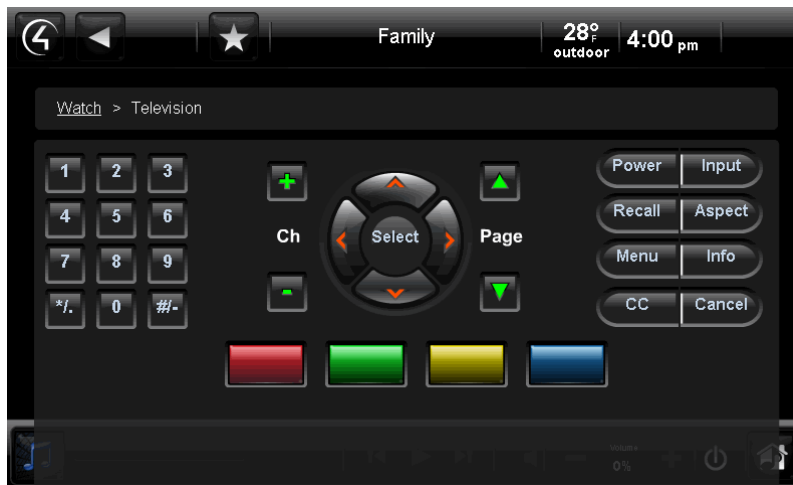 Family
28°F
outdoor
4:00 pm
Watch > Television
1 2 3
4 5 6
7 8 9
*/. 0 #/-
+
Ch
-
Select
Page
Power Input
Recall Aspect
Menu Info
CC Cancel
0%